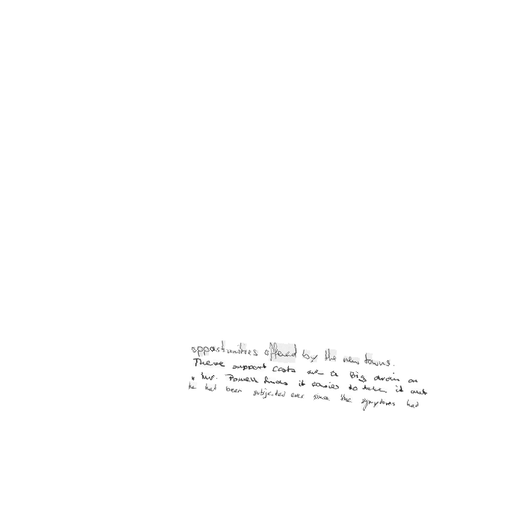 opportunities offered by the new towns.
These support costs are a Big drain on
" Mr. Powell finds it easier to take it out
he had been subjected ever since the symptoms had